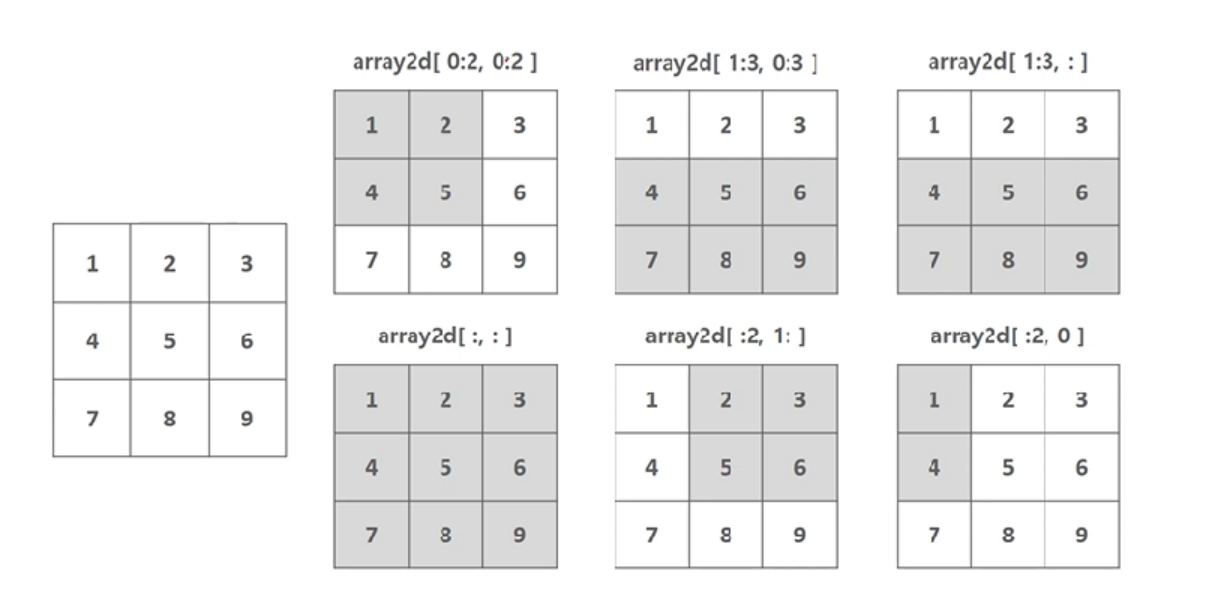 array2d[ 0:2, 0:2 ]
array2d[ 1:3, 0:3 ]
array2d[ 1:3, : ]
1 2 3
4 5 6
7 8 9
1 2 3
4 5 6
7 8 9
1 2 3
4 5 6
7 8 9
1 2 3
4 5 6
7 8 9
array2d[ :, : ]
array2d[ :2, 1: ]
array2d[ :2, 0 ]
1 2 3
4 5 6
7 8 9
1 2 3
4 5 6
7 8 9
1 2 3
4 5 6
7 8 9